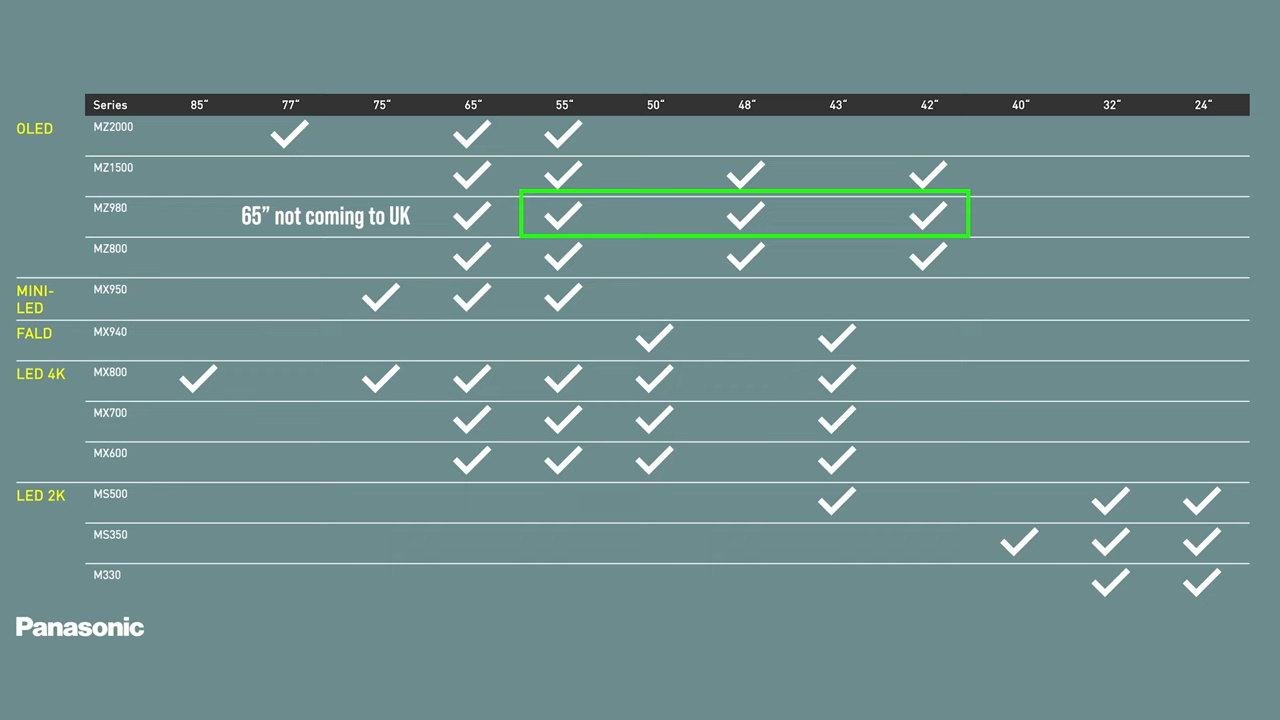 Series 85“ 77“ 75“ 65“ 55“ 50“ 48“ 43“ 42“ 40“ 32“ 24“
OLED MZ2000
MZ1500
MZ980 65” not coming to UK
MZ800
MINI-
LED MX950
FALD MX940
LED 4K MX800
MX700
MX600
LED 2K MS500
MS350
M330
Panasonic